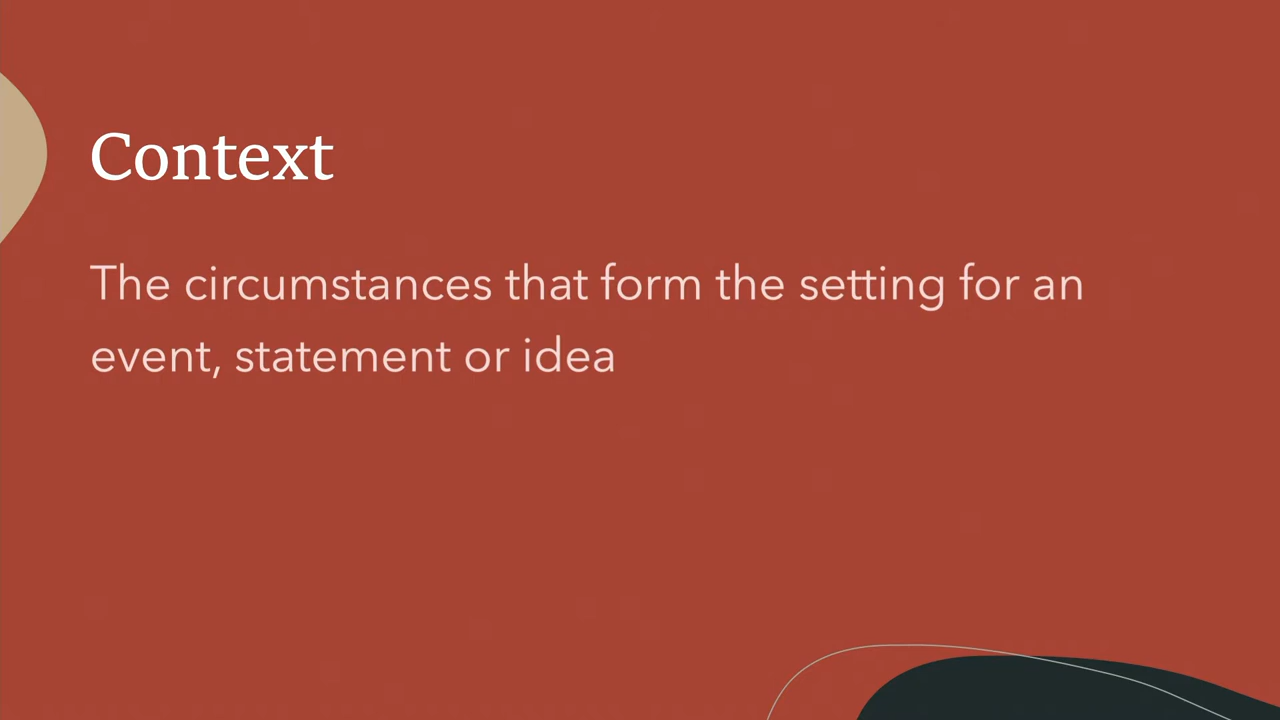 Context
The circumstances that form the setting for an
event, statement or idea